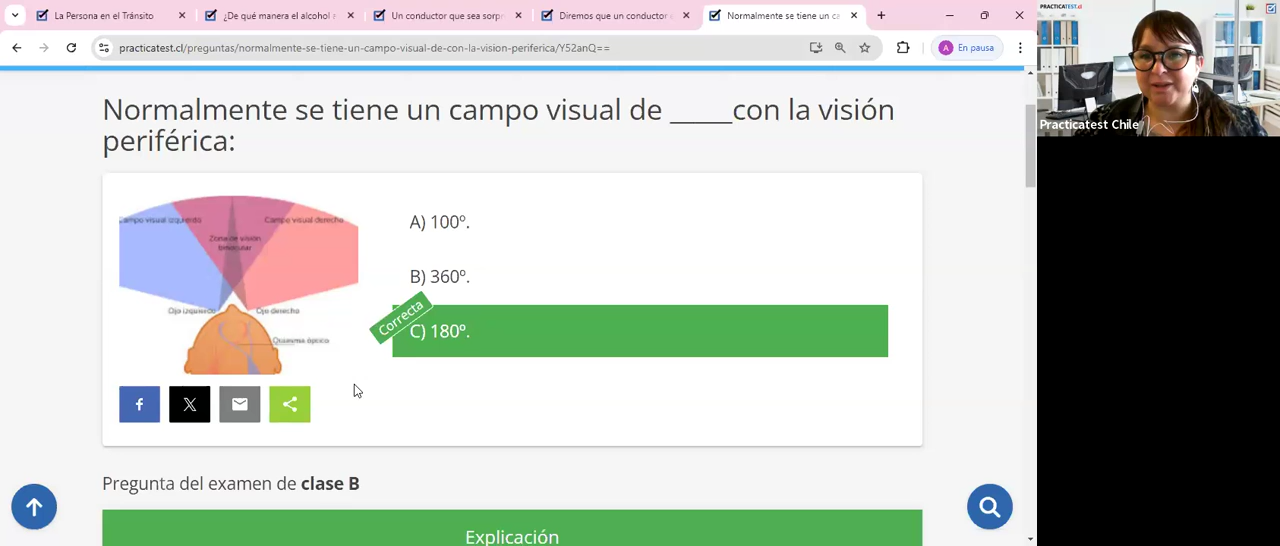 La Persona en el Tránsito
¿De qué manera el alcohol a
Un conductor que sea sorpr
Diremos que un conductor e
Normalmente se tiene un ca
practicatest.cl/preguntas/normalmente-se-tiene-un-campo-visual-de-con-la-vision-periferica/Y52anQ==
A
En pausa
PRACTICATEST.cl
Practicatest Chile
Normalmente se tiene un campo visual de _____con la visión
periférica:
Campo visual izquierdo
Campo visual derecho
Zona de visión
binocular
Ojo izquierdo
Ojo derecho
Quiasma óptico
A) 100º.
B) 360º.
Correcta
C) 180º.
Pregunta del examen de clase B
Explicación